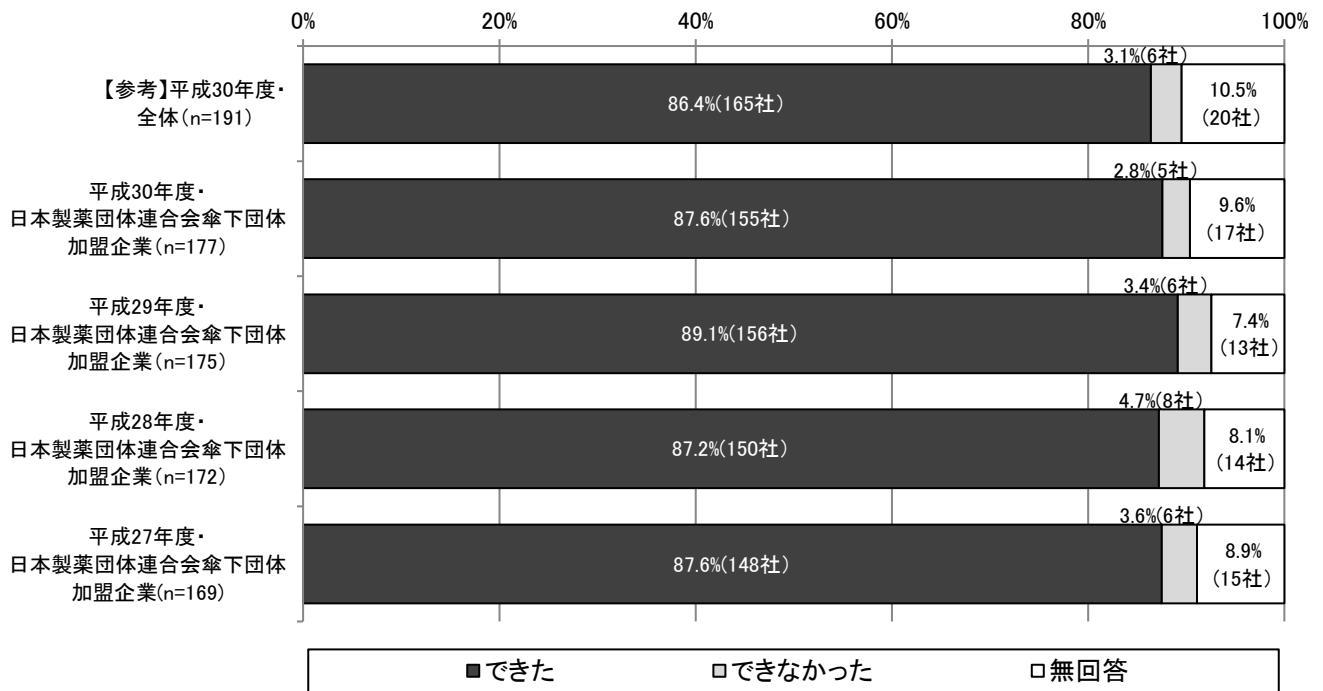 0% 20% 40% 60% 80% 100%
【参考】平成30年度・
全体(n=191)
86.4%(165社)
3.1%(6社)
10.5%
(20社)
平成30年度・
日本製薬団体連合会傘下団体
加盟企業(n=177)
87.6%(155社)
2.8%(5社)
9.6%
(17社)
平成29年度・
日本製薬団体連合会傘下団体
加盟企業(n=175)
89.1%(156社)
3.4%(6社)
7.4%
(13社)
平成28年度・
日本製薬団体連合会傘下団体
加盟企業(n=172)
87.2%(150社)
4.7%(8社)
8.1%
(14社)
平成27年度・
日本製薬団体連合会傘下団体
加盟企業(n=169)
87.6%(148社)
3.6%(6社)
8.9%
(15社)
できた できなかった 無回答